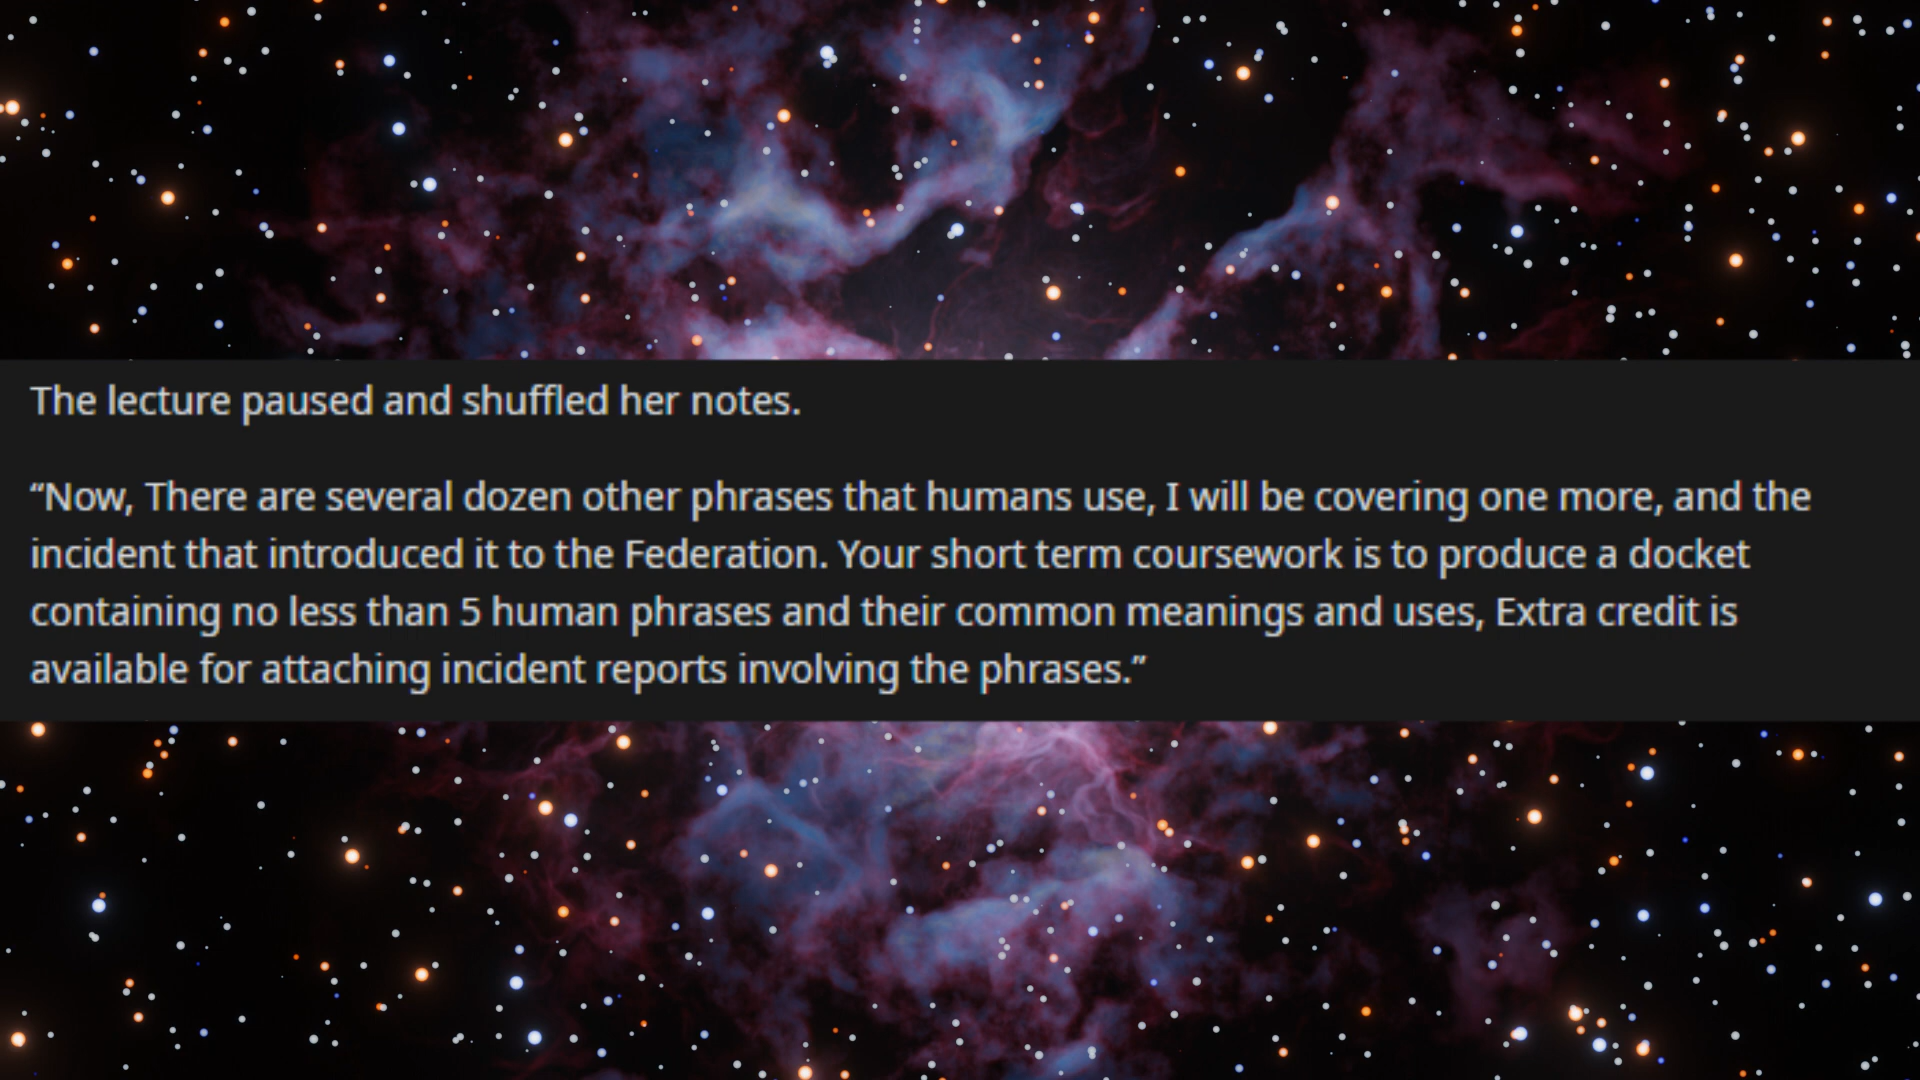 The lecture paused and shuffled her notes.
“Now, There are several dozen other phrases that humans use, I will be covering one more, and the
incident that introduced it to the Federation. Your short term coursework is to produce a docket
containing no less than 5 human phrases and their common meanings and uses, Extra credit is
available for attaching incident reports involving the phrases.”